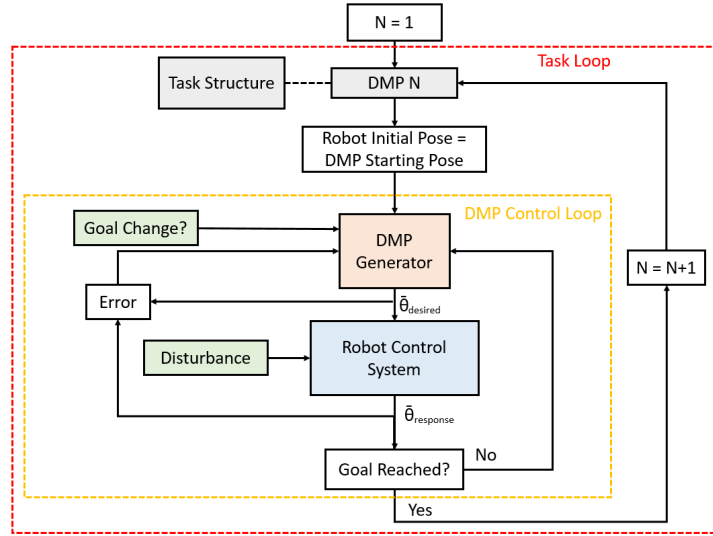 N = 1
Task Loop
Task Structure
DMP N
Robot Initial Pose =
DMP Starting Pose
DMP Control Loop
Goal Change?
DMP
Generator
N = N+1
Error
θ̄desired
Disturbance
Robot Control
System
θ̄response
Goal Reached?
No
Yes